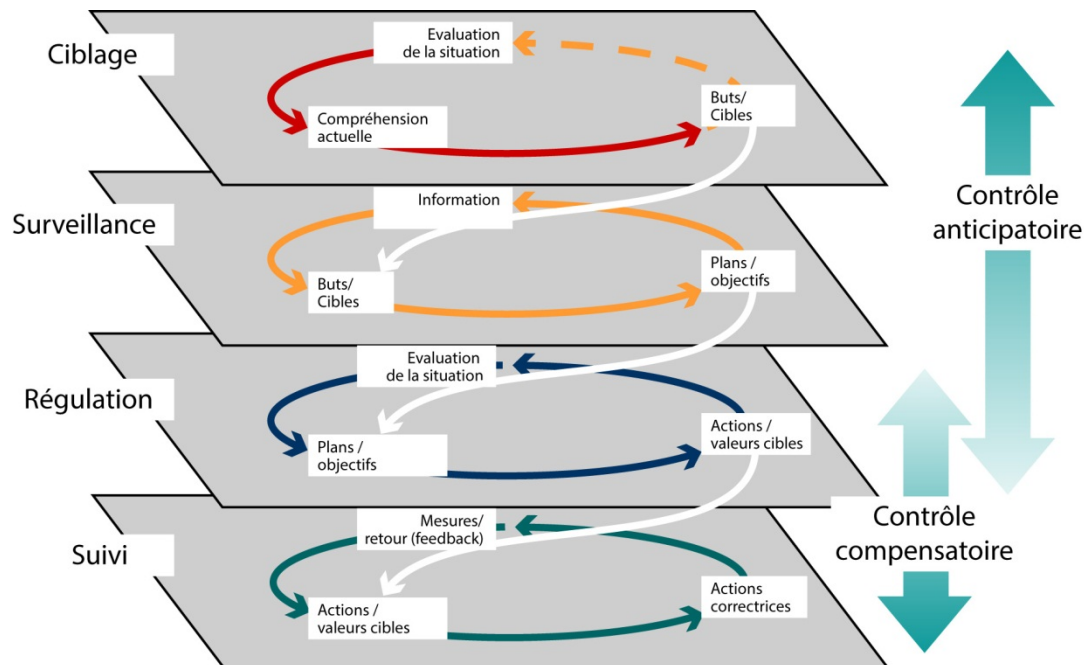 Ciblage
Evaluation
de la situation
Compréhension
actuelle
Buts/
Cibles
Surveillance
Information
Buts/
Cibles
Plans /
objectifs
Régulation
Evaluation
de la situation
Plans /
objectifs
Actions /
valeurs cibles
Suivi
Mesures/
retour (feedback)
Actions /
valeurs cibles
Actions
correctrices
Contrôle
anticipatoire
Contrôle
compensatoire